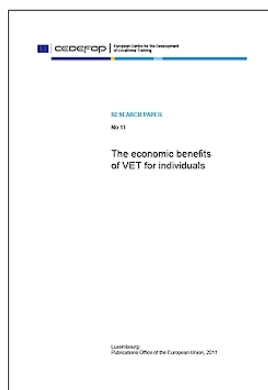 CEDEFOP
European Centre for the Development
of Vocational Training
RESEARCH PAPER
No 11
The economic benefits
of VET for individuals
Luxembourg:
Publications Office of the European Union, 2011